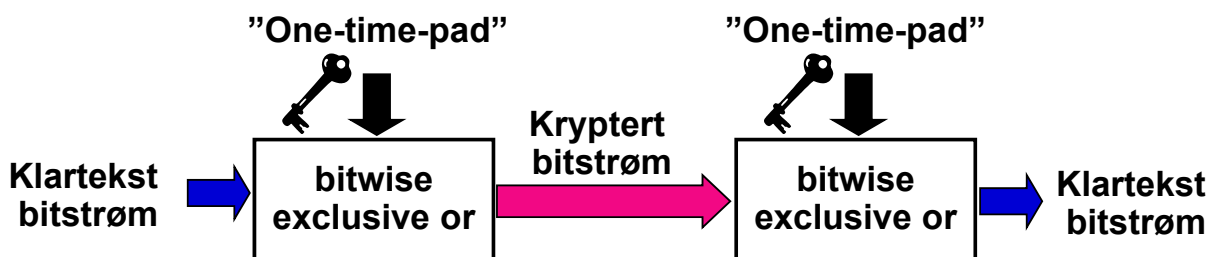 ”One-time-pad”
”One-time-pad”
Klartekst
bitstrøm
bitwise
exclusive or
Kryptert
bitstrøm
bitwise
exclusive or
Klartekst
bitstrøm